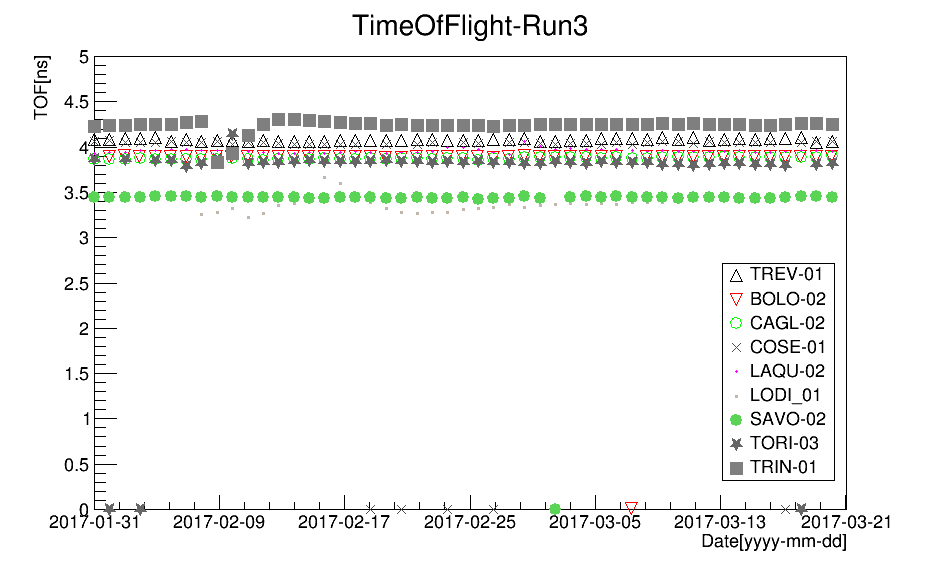 TimeOfFlight-Run3
TOF[ns]
5
4.5
4
3.5
3
2.5
2
1.5
1
0.5
0
TREV-01
BOLO-02
CAGL-02
COSE-01
LAQU-02
LODI_01
SAVO-02
TORI-03
TRIN-01
2017-01-31 2017-02-09 2017-02-17 2017-02-25 2017-03-05 2017-03-13 2017-03-21
Date[yyyy-mm-dd]